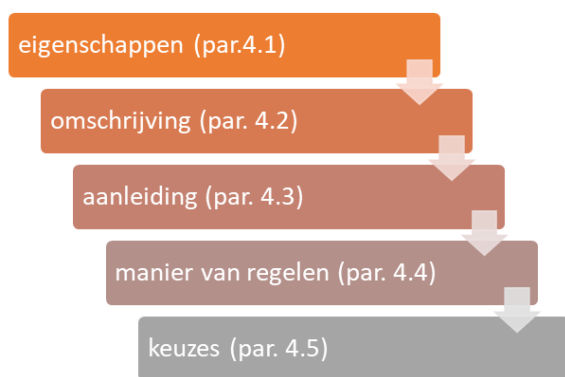 eigenschappen (par.4.1)
omschrijving (par. 4.2)
aanleiding (par. 4.3)
manier van regelen (par. 4.4)
keuzes (par. 4.5)